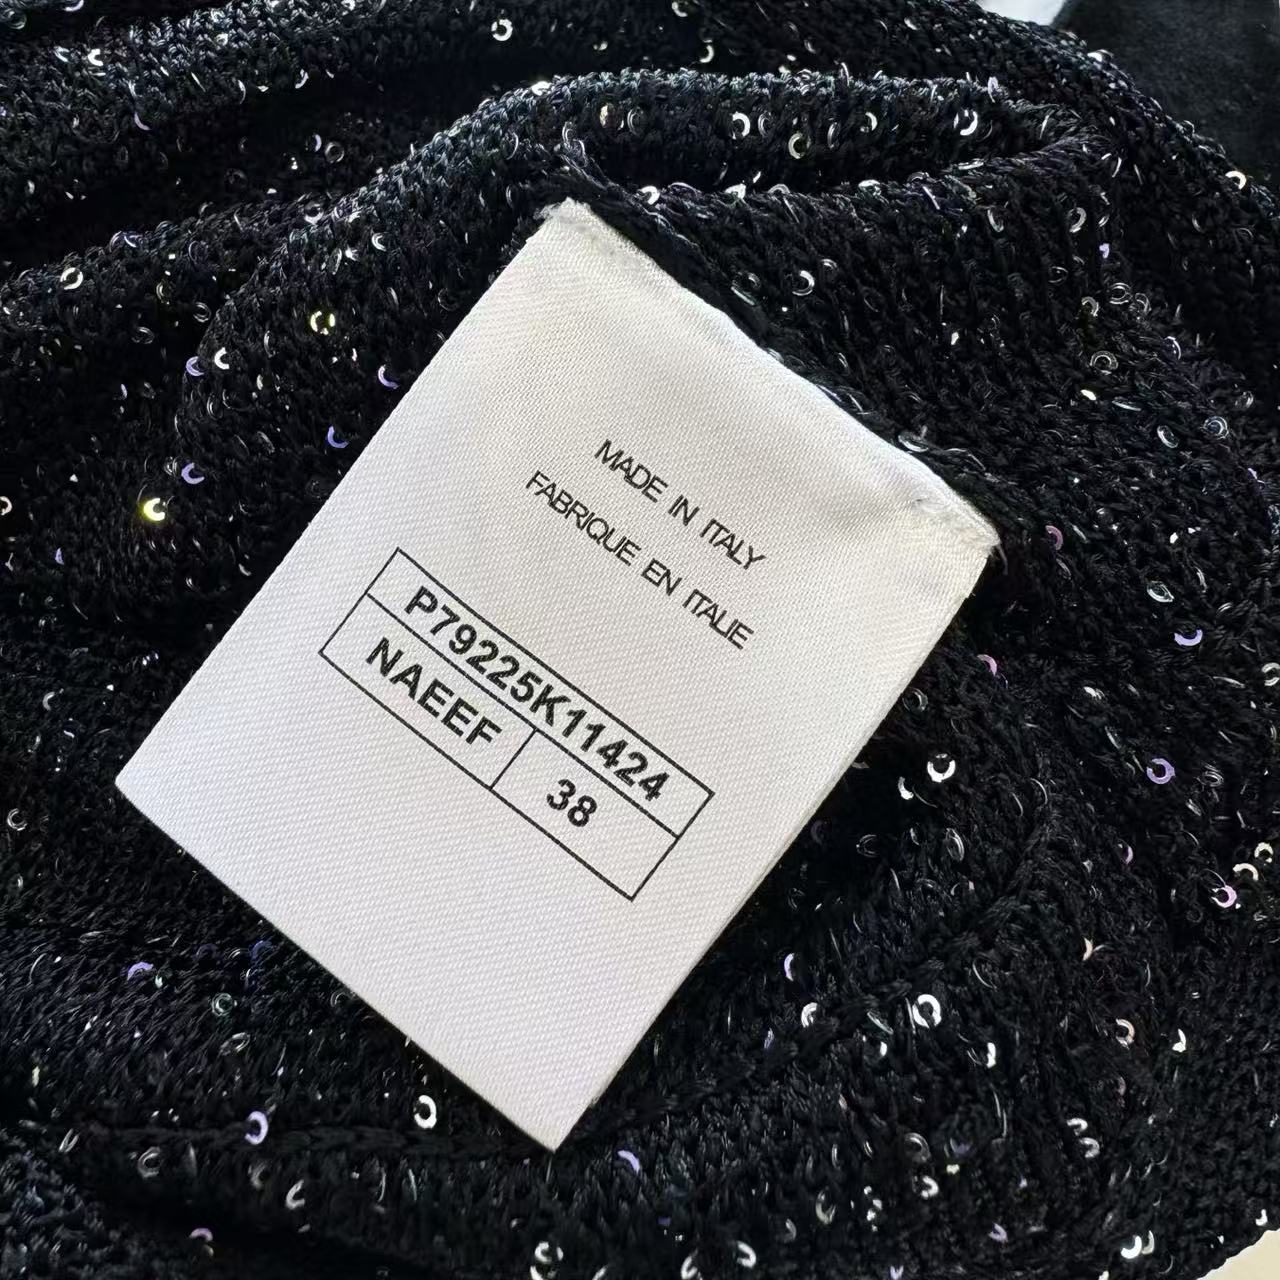 MADE IN ITALY
FABRIQUE EN ITALIE
P79225K11424
NAEEF 38